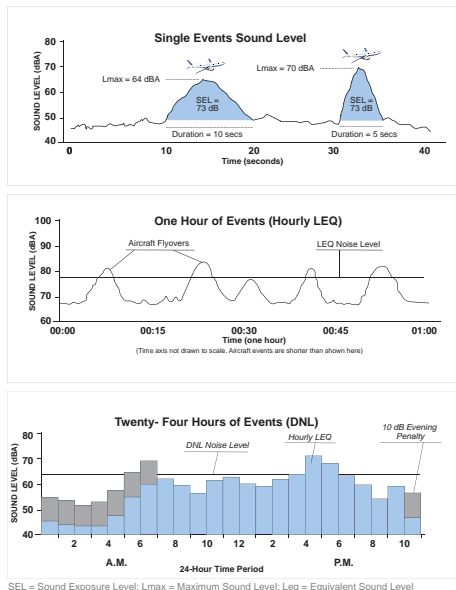 Single Events Sound Level
SOUND LEVEL (dBA)
80
70
60
50
40
Lmax = 64 dBA
Lmax = 70 dBA
SEL =
73 dB
SEL =
73 dB
Duration = 10 secs
Duration = 5 secs
0 10 20 30 40
Time (seconds)
One Hour of Events (Hourly LEQ)
SOUND LEVEL (dBA)
100
90
80
70
60
Aircraft Flyovers
LEQ Noise Level
00:00 00:15 00:30 00:45 01:00
Time (one hour)
(Time axis not drawn to scale. Aircraft events are shorter than shown here)
Twenty- Four Hours of Events (DNL)
SOUND LEVEL (dBA)
80
70
60
50
40
DNL Noise Level
Hourly LEQ
10 dB Evening
Penalty
2 4 6 8 10 12 2 4 6 8 10
A.M. P.M.
24-Hour Time Period
SEL = Sound Exposure Level; Lmax = Maximum Sound Level; Leq = Equivalent Sound Level